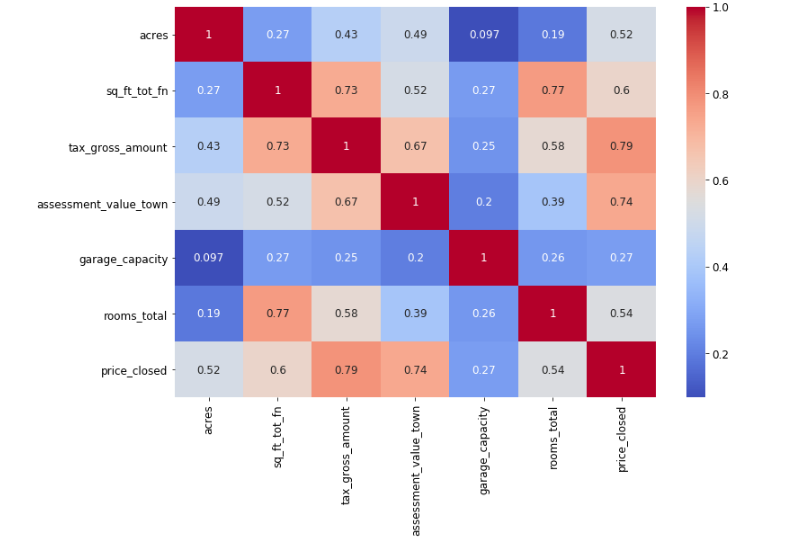 acres 1 0.27 0.43 0.49 0.097 0.19 0.52
sq_ft_tot_fn 0.27 1 0.73 0.52 0.27 0.77 0.6
tax_gross_amount 0.43 0.73 1 0.67 0.25 0.58 0.79
assessment_value_town 0.49 0.52 0.67 1 0.2 0.39 0.74
garage_capacity 0.097 0.27 0.25 0.2 1 0.26 0.27
rooms_total 0.19 0.77 0.58 0.39 0.26 1 0.54
price_closed 0.52 0.6 0.79 0.74 0.27 0.54 1
acres
sq_ft_tot_fn
tax_gross_amount
assessment_value_town
garage_capacity
rooms_total
price_closed
1.0
0.8
0.6
0.4
0.2